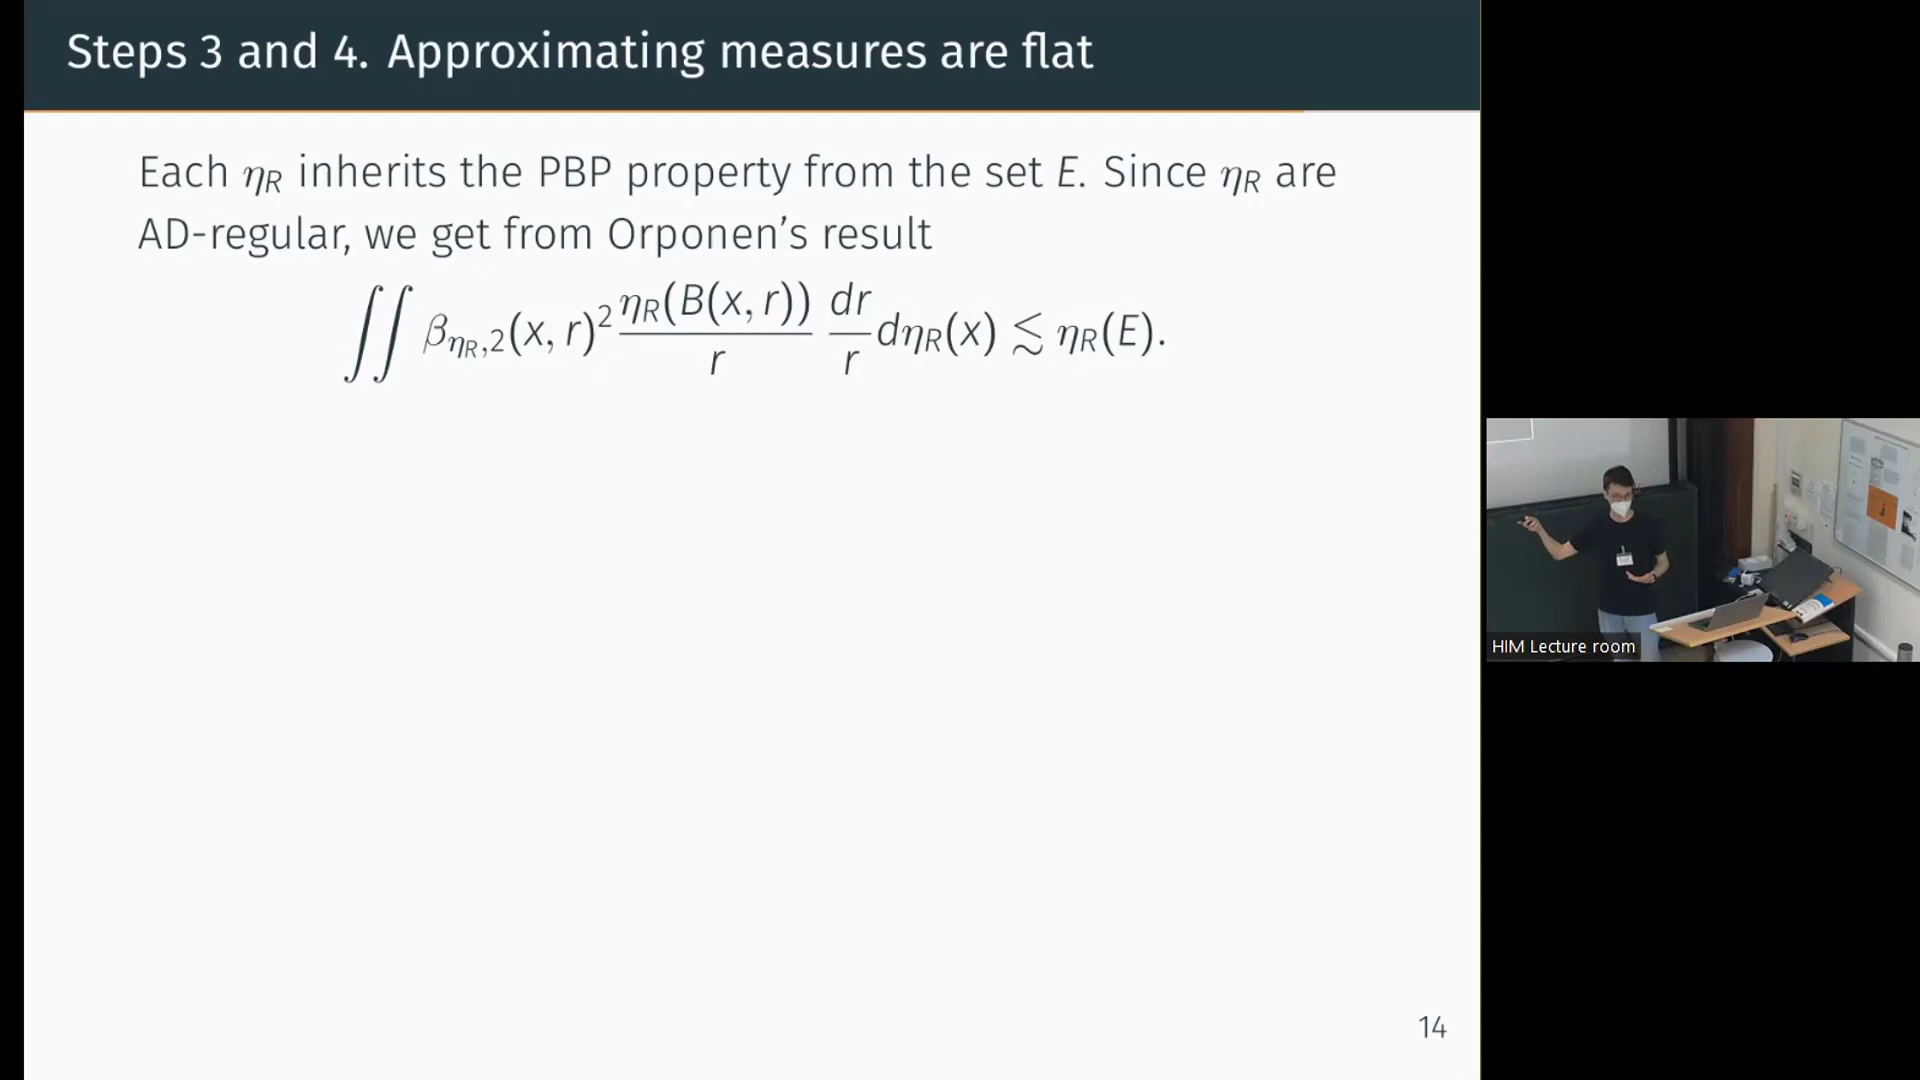 Steps 3 and 4. Approximating measures are flat
Each η_R inherits the PBP property from the set E. Since η_R are
AD-regular, we get from Orponen’s result
∬ β_{η_R,2}(x, r)² η_R(B(x, r))/r dr/r dη_R(x) ≲ η_R(E).
HIM Lecture room
14